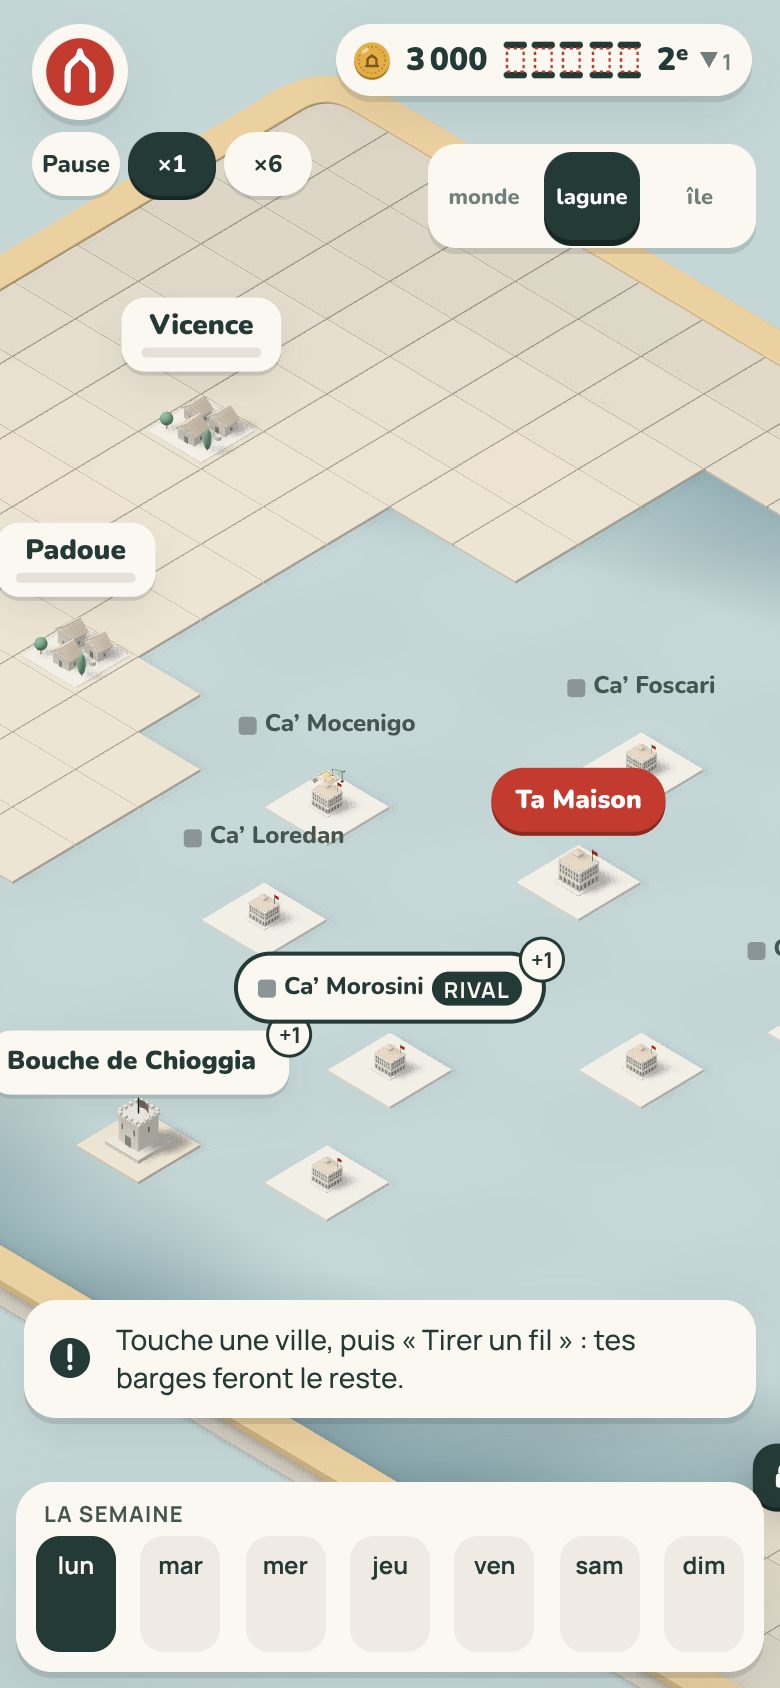 3 000
2ᵉ ▼1
Pause
×1
×6
monde
lagune
île
Vicence
Padoue
Ca’ Foscari
Ca’ Mocenigo
Ta Maison
Ca’ Loredan
+1
Ca’ Morosini RIVAL
+1
Bouche de Chioggia
Touche une ville, puis « Tirer un fil » : tes
barges feront le reste.
LA SEMAINE
lun
mar
mer
jeu
ven
sam
dim